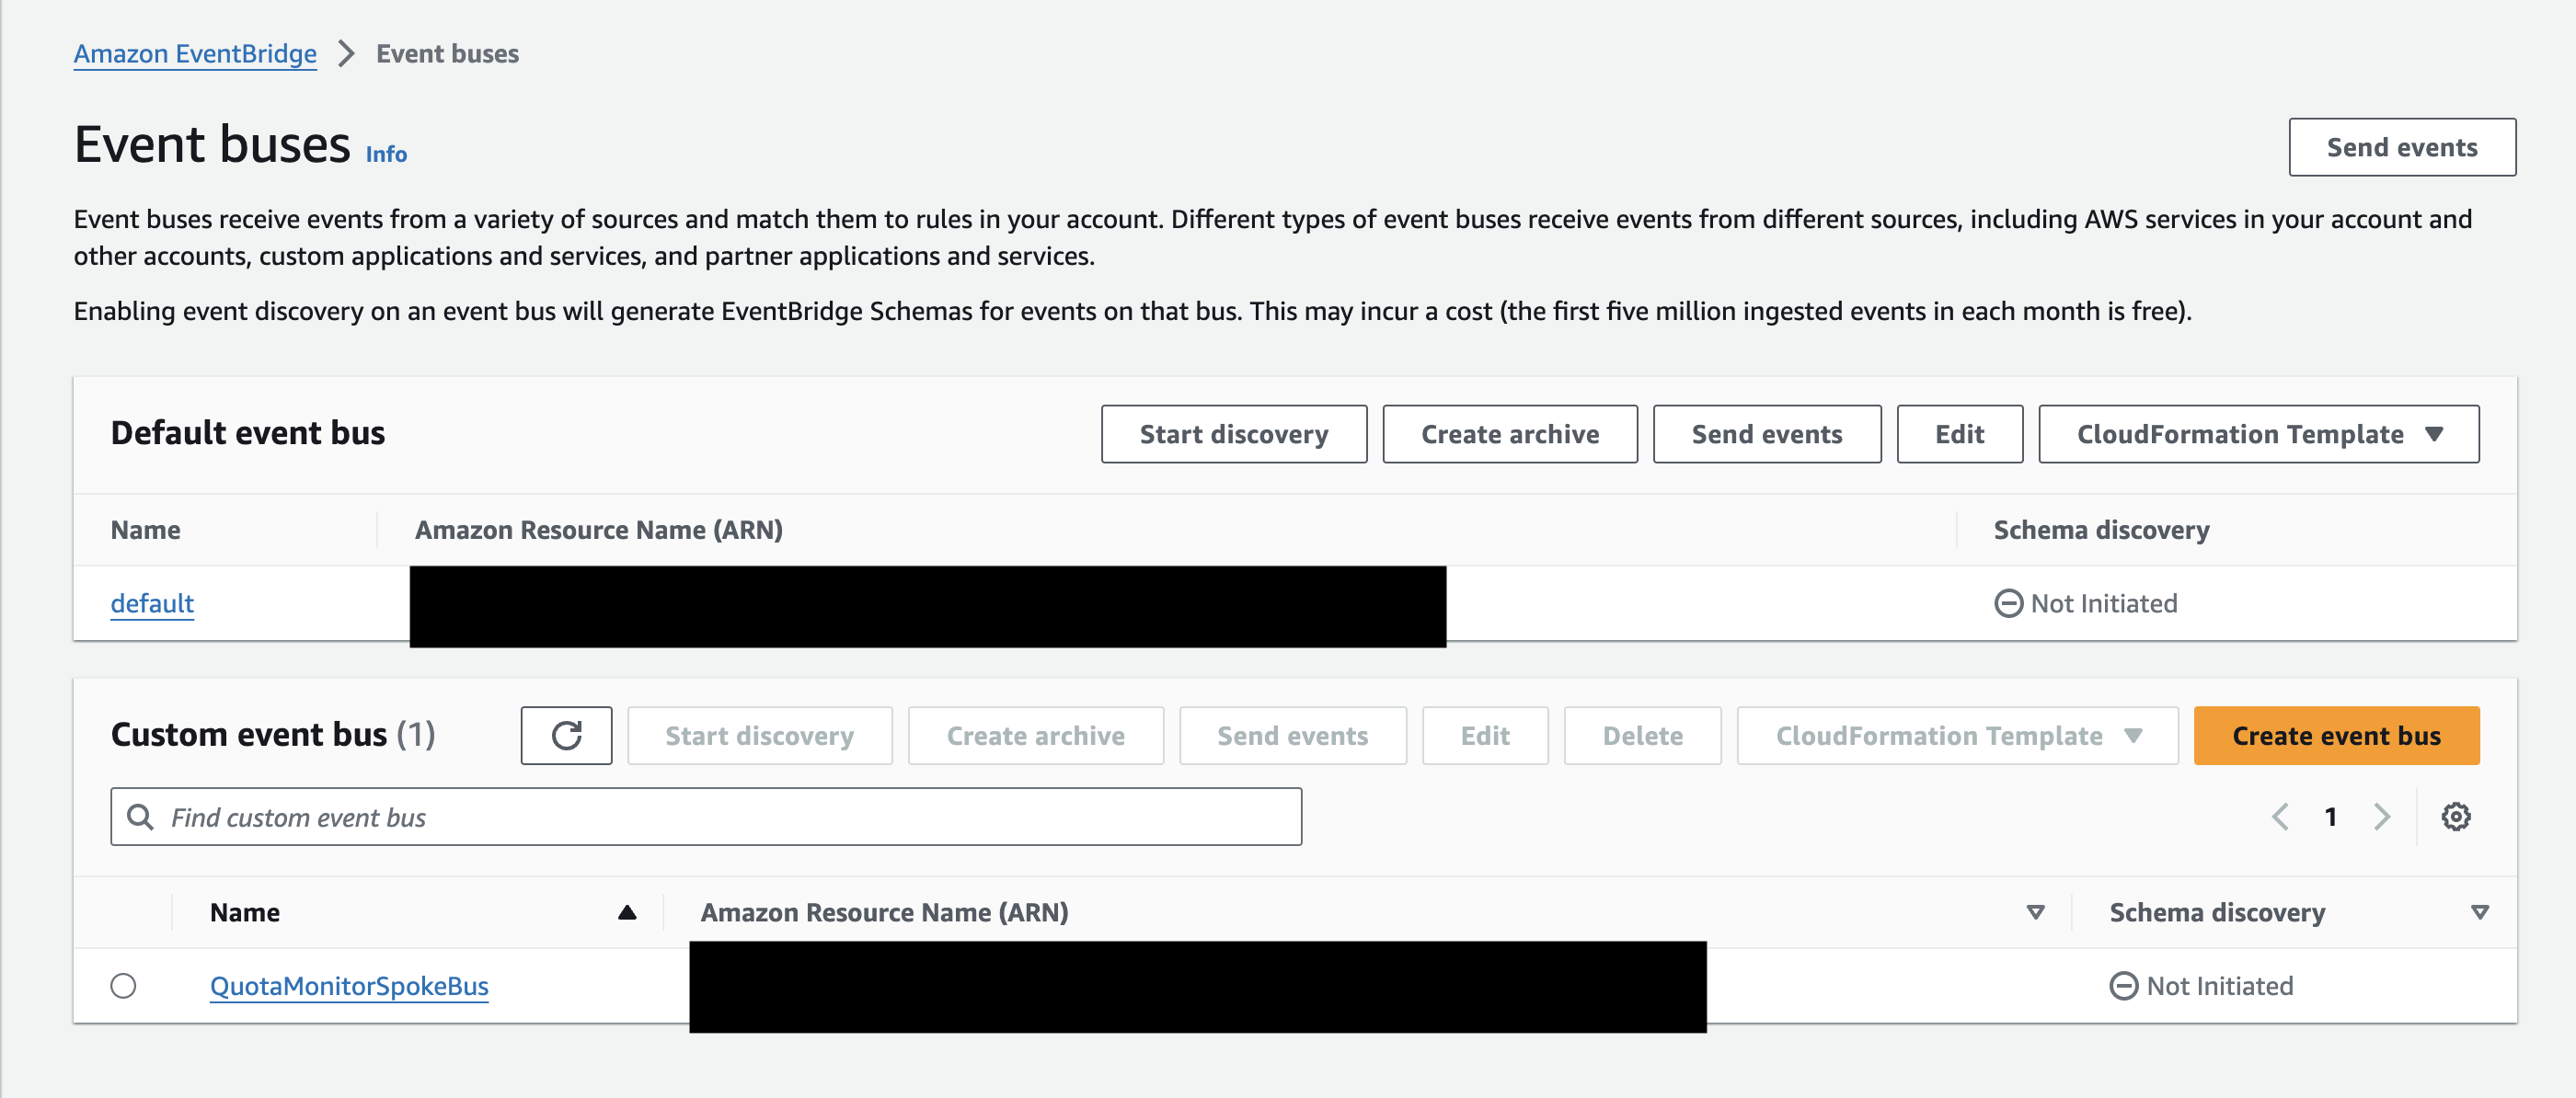 Amazon EventBridge > Event buses
Event buses Info
Send events
Event buses receive events from a variety of sources and match them to rules in your account. Different types of event buses receive events from different sources, including AWS services in your account and
other accounts, custom applications and services, and partner applications and services.
Enabling event discovery on an event bus will generate EventBridge Schemas for events on that bus. This may incur a cost (the first five million ingested events in each month is free).
Default event bus
Start discovery
Create archive
Send events
Edit
CloudFormation Template
Name
Amazon Resource Name (ARN)
Schema discovery
default
Not Initiated
Custom event bus (1)
Start discovery
Create archive
Send events
Edit
Delete
CloudFormation Template
Create event bus
Find custom event bus
1
Name
Amazon Resource Name (ARN)
Schema discovery
QuotaMonitorSpokeBus
Not Initiated